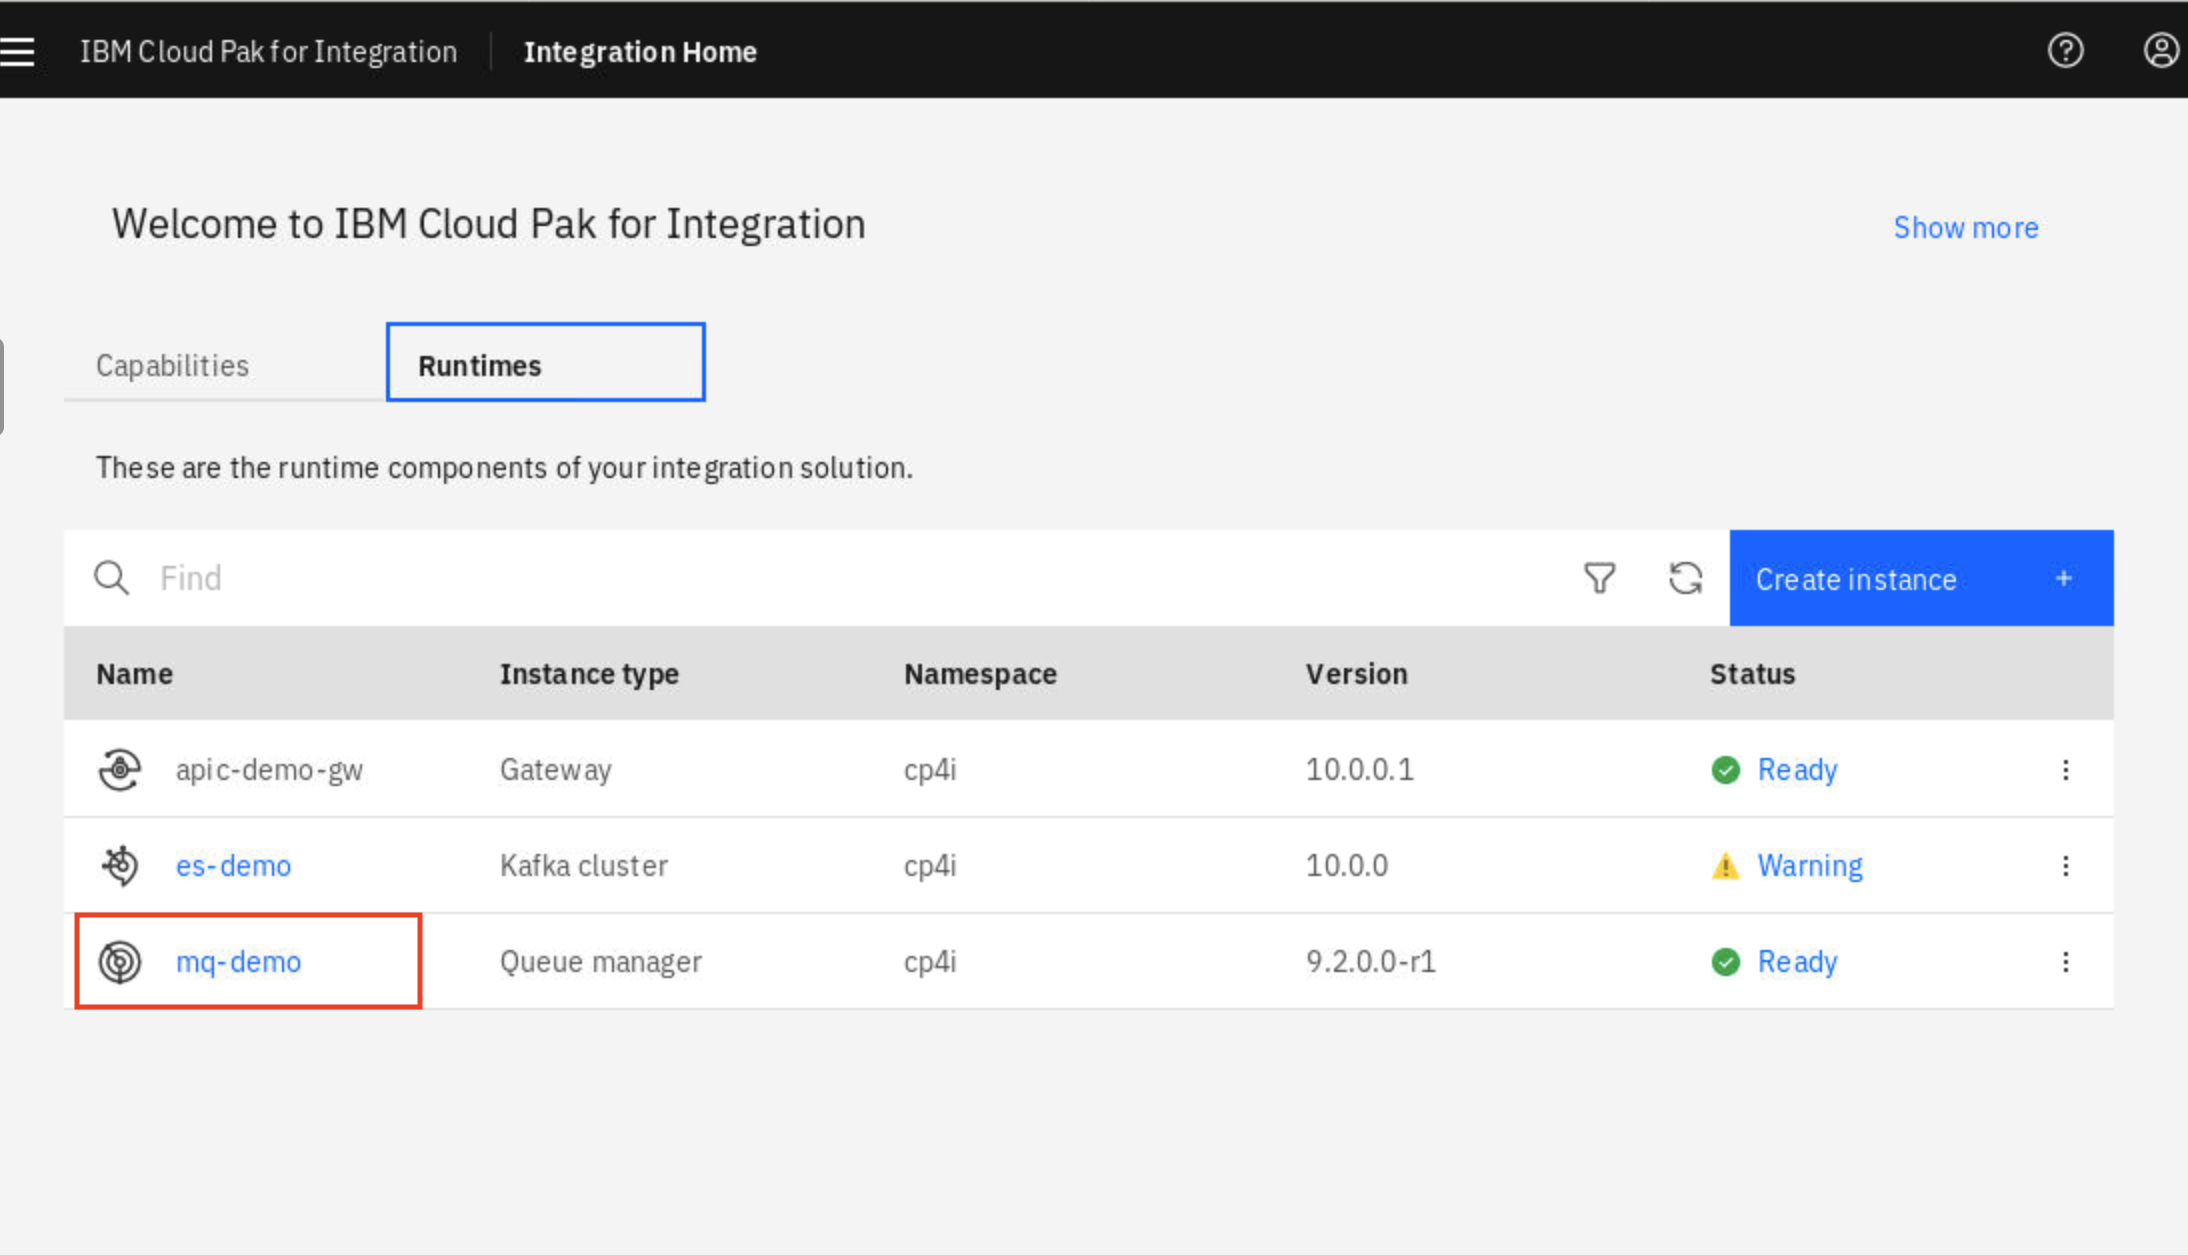 IBM Cloud Pak for Integration Integration Home
Welcome to IBM Cloud Pak for Integration Show more
Capabilities Runtimes
These are the runtime components of your integration solution.
Find Create instance +
Name Instance type Namespace Version Status
apic-demo-gw Gateway cp4i 10.0.0.1 Ready
es-demo Kafka cluster cp4i 10.0.0 Warning
mq-demo Queue manager cp4i 9.2.0.0-r1 Ready